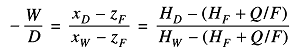 - W/D = (x_D - z_F)/(x_W - z_F) = (H_D - (H_F + Q/F))/(H_W - (H_F + Q/F))